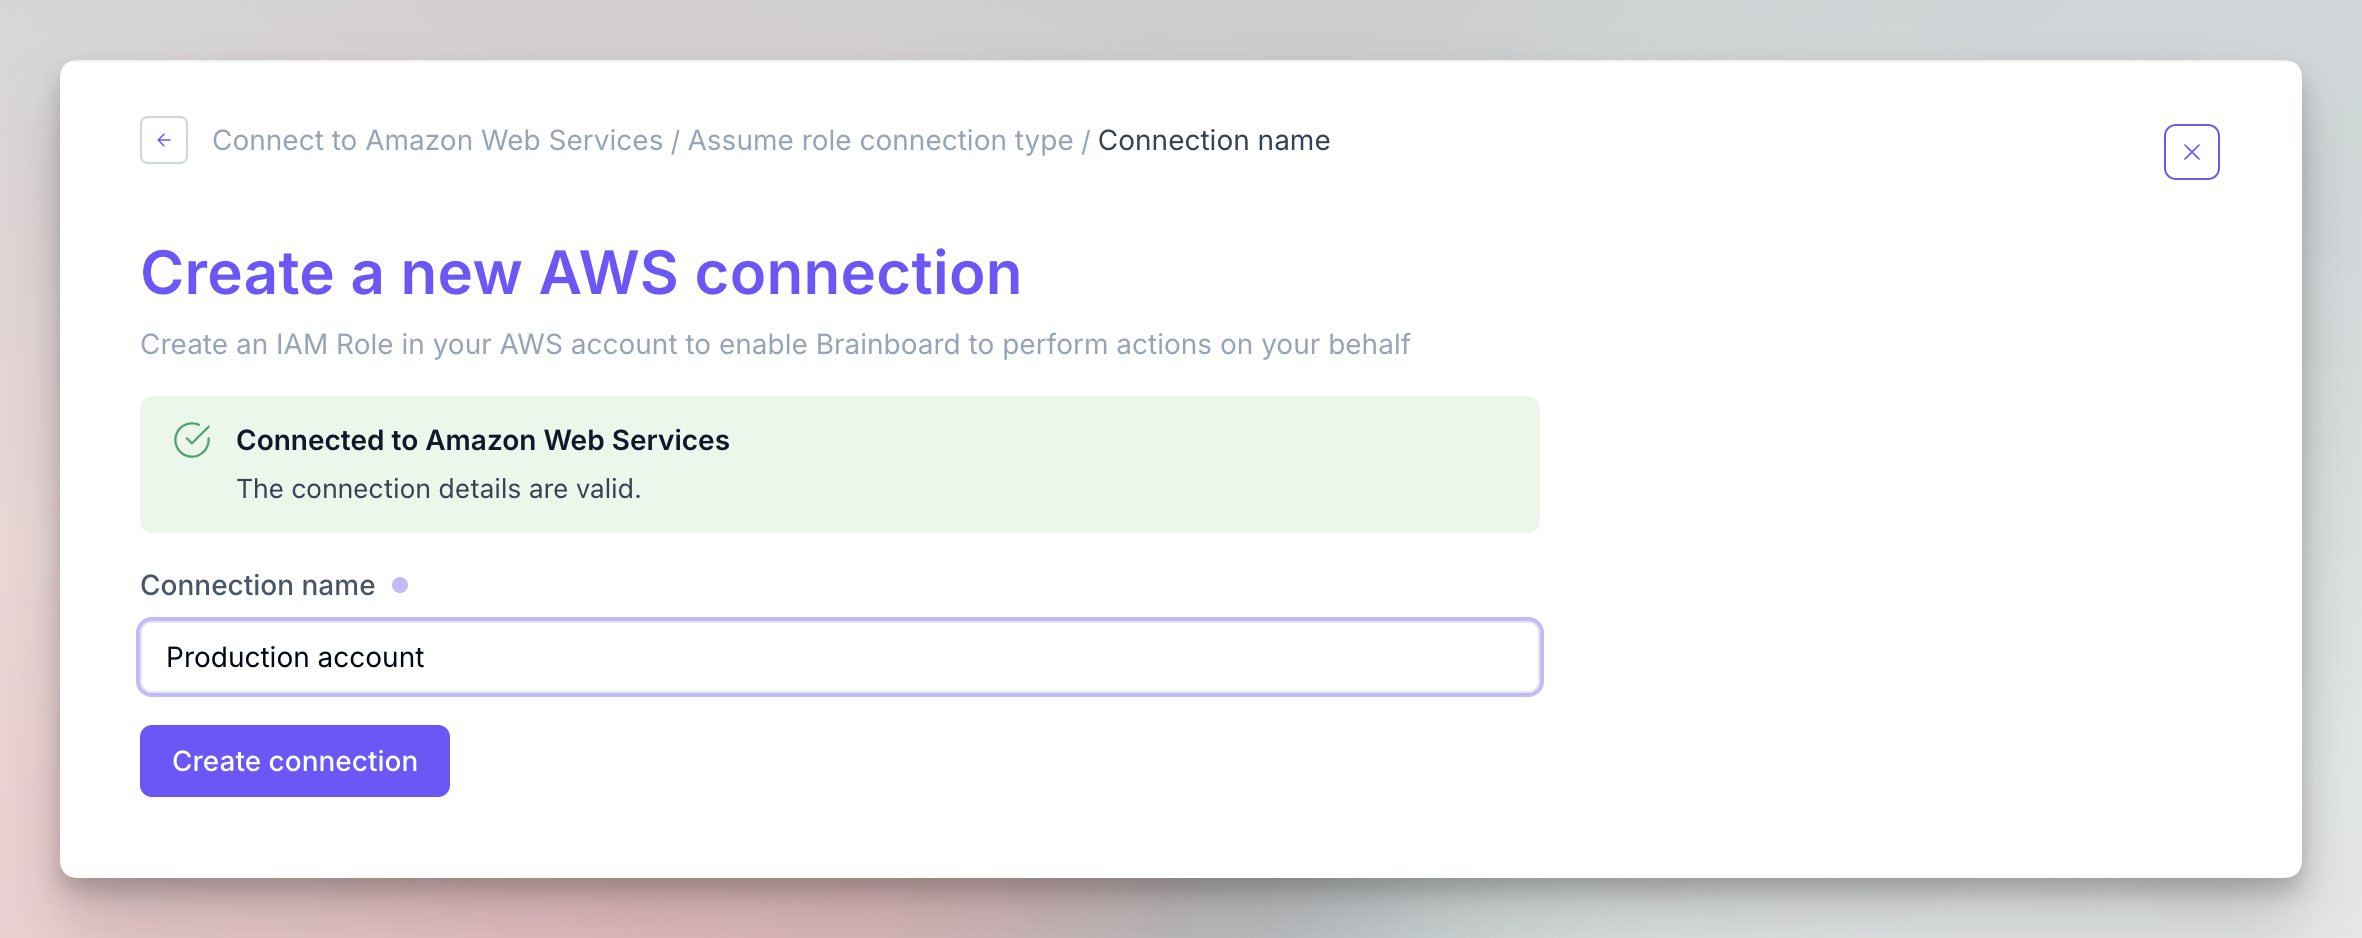 Connect to Amazon Web Services / Assume role connection type / Connection name
Create a new AWS connection
Create an IAM Role in your AWS account to enable Brainboard to perform actions on your behalf
Connected to Amazon Web Services
The connection details are valid.
Connection name
Production account
Create connection